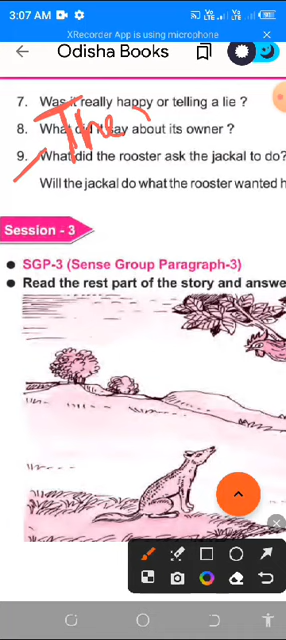 3:07 AM
XRecorder App is using microphone
Odisha Books
7. Was it really happy or telling a lie ?
8. What did it say about its owner ?
The
9. What did the rooster ask the jackal to do?
Will the jackal do what the rooster wanted h
Session - 3
● SGP-3 (Sense Group Paragraph-3)
● Read the rest part of the story and answe